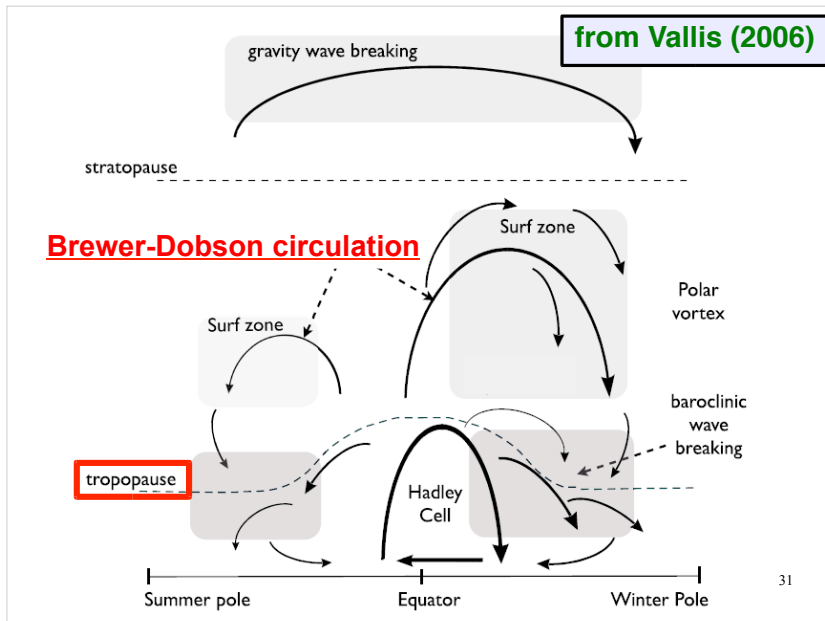 from Vallis (2006)
gravity wave breaking
stratopause
Surf zone
Brewer-Dobson circulation
Polar
vortex
Surf zone
baroclinic
wave
breaking
tropopause
Hadley
Cell
31
Summer pole
Equator
Winter Pole